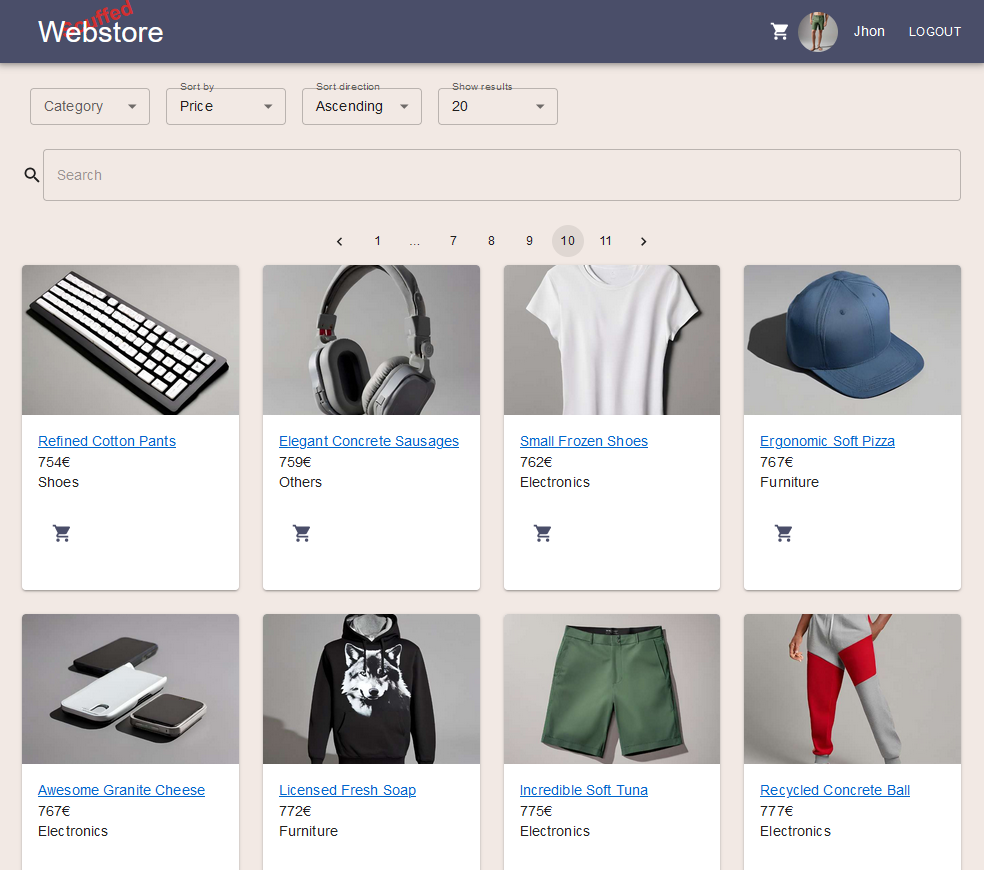 Scuffed
Webstore
Jhon
LOGOUT
Category
Sort by
Price
Sort direction
Ascending
Show results
20
Search
1 ... 7 8 9 10 11
Refined Cotton Pants
754€
Shoes
Elegant Concrete Sausages
759€
Others
Small Frozen Shoes
762€
Electronics
Ergonomic Soft Pizza
767€
Furniture
Awesome Granite Cheese
767€
Electronics
Licensed Fresh Soap
772€
Furniture
Incredible Soft Tuna
775€
Electronics
Recycled Concrete Ball
777€
Electronics